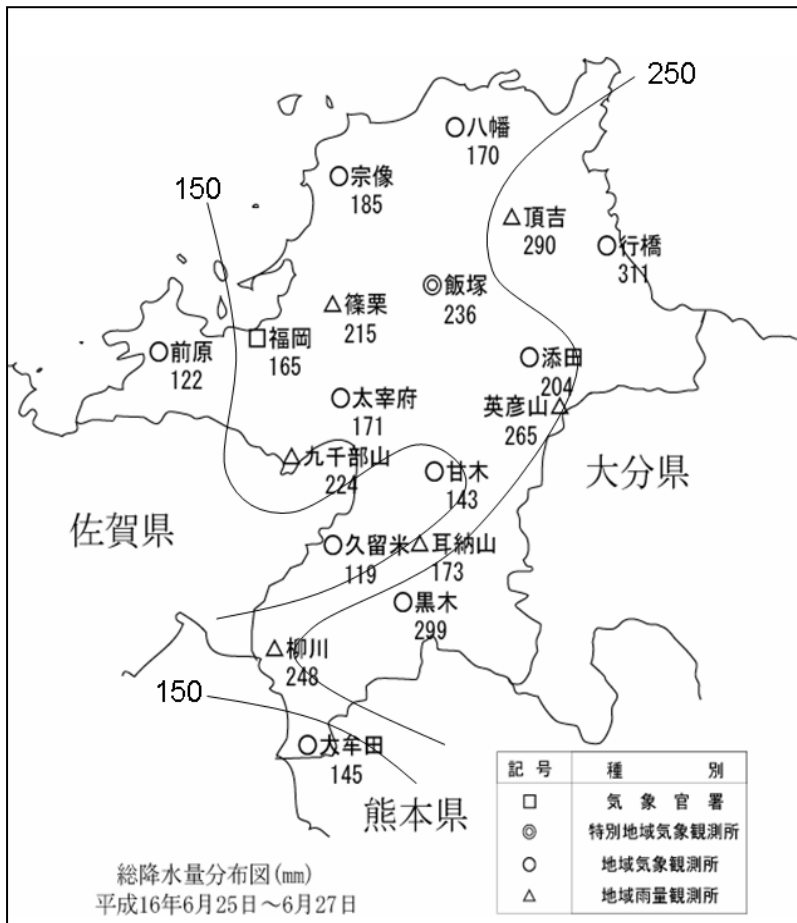 250
八幡
170
150
宗像
185
頂吉
290
行橋
311
飯塚
236
篠栗
215
福岡
165
前原
122
添田
204
太宰府
171
英彦山
265
九千部山
224
甘木
143
大分県
佐賀県
久留米
119
耳納山
173
黒木
299
柳川
248
150
大牟田
145
熊本県
記号 種別
□ 気象官署
◎ 特別地域気象観測所
○ 地域気象観測所
△ 地域雨量観測所
総降水量分布図(mm)
平成16年6月25日～6月27日